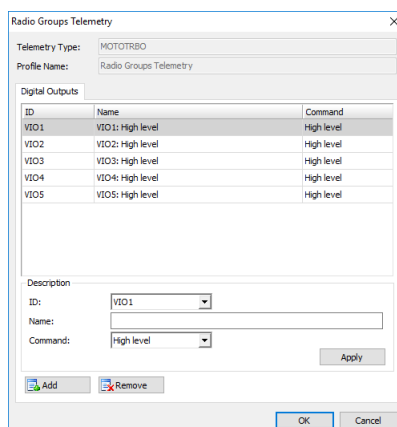 Radio Groups Telemetry
Telemetry Type: MOTOTRBO
Profile Name: Radio Groups Telemetry
Digital Outputs
ID Name Command
VIO1 VIO1: High level High level
VIO2 VIO2: High level High level
VIO3 VIO3: High level High level
VIO4 VIO4: High level High level
VIO5 VIO5: High level High level
Description
ID: VIO1
Name:
Command: High level
Apply
Add Remove
OK Cancel